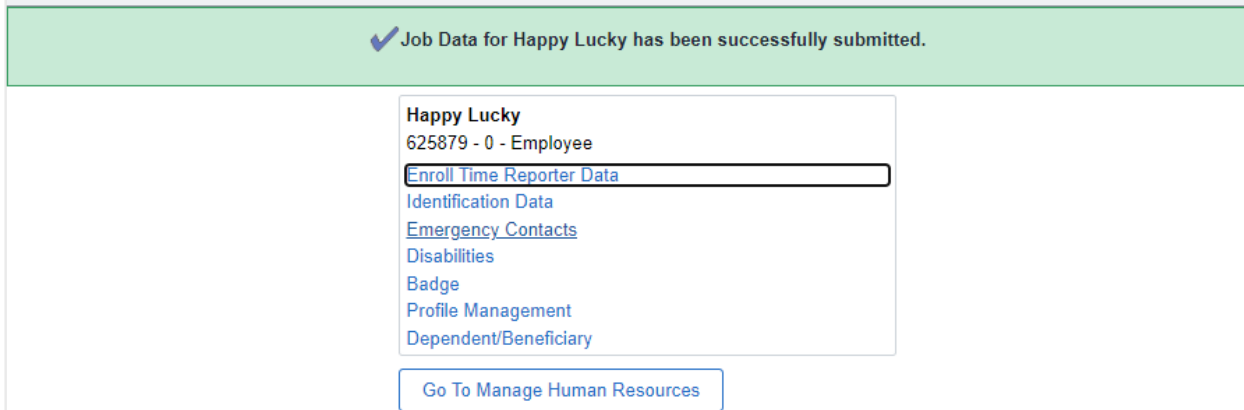 Job Data for Happy Lucky has been successfully submitted.
Happy Lucky
625879 - 0 - Employee
Enroll Time Reporter Data
Identification Data
Emergency Contacts
Disabilities
Badge
Profile Management
Dependent/Beneficiary
Go To Manage Human Resources